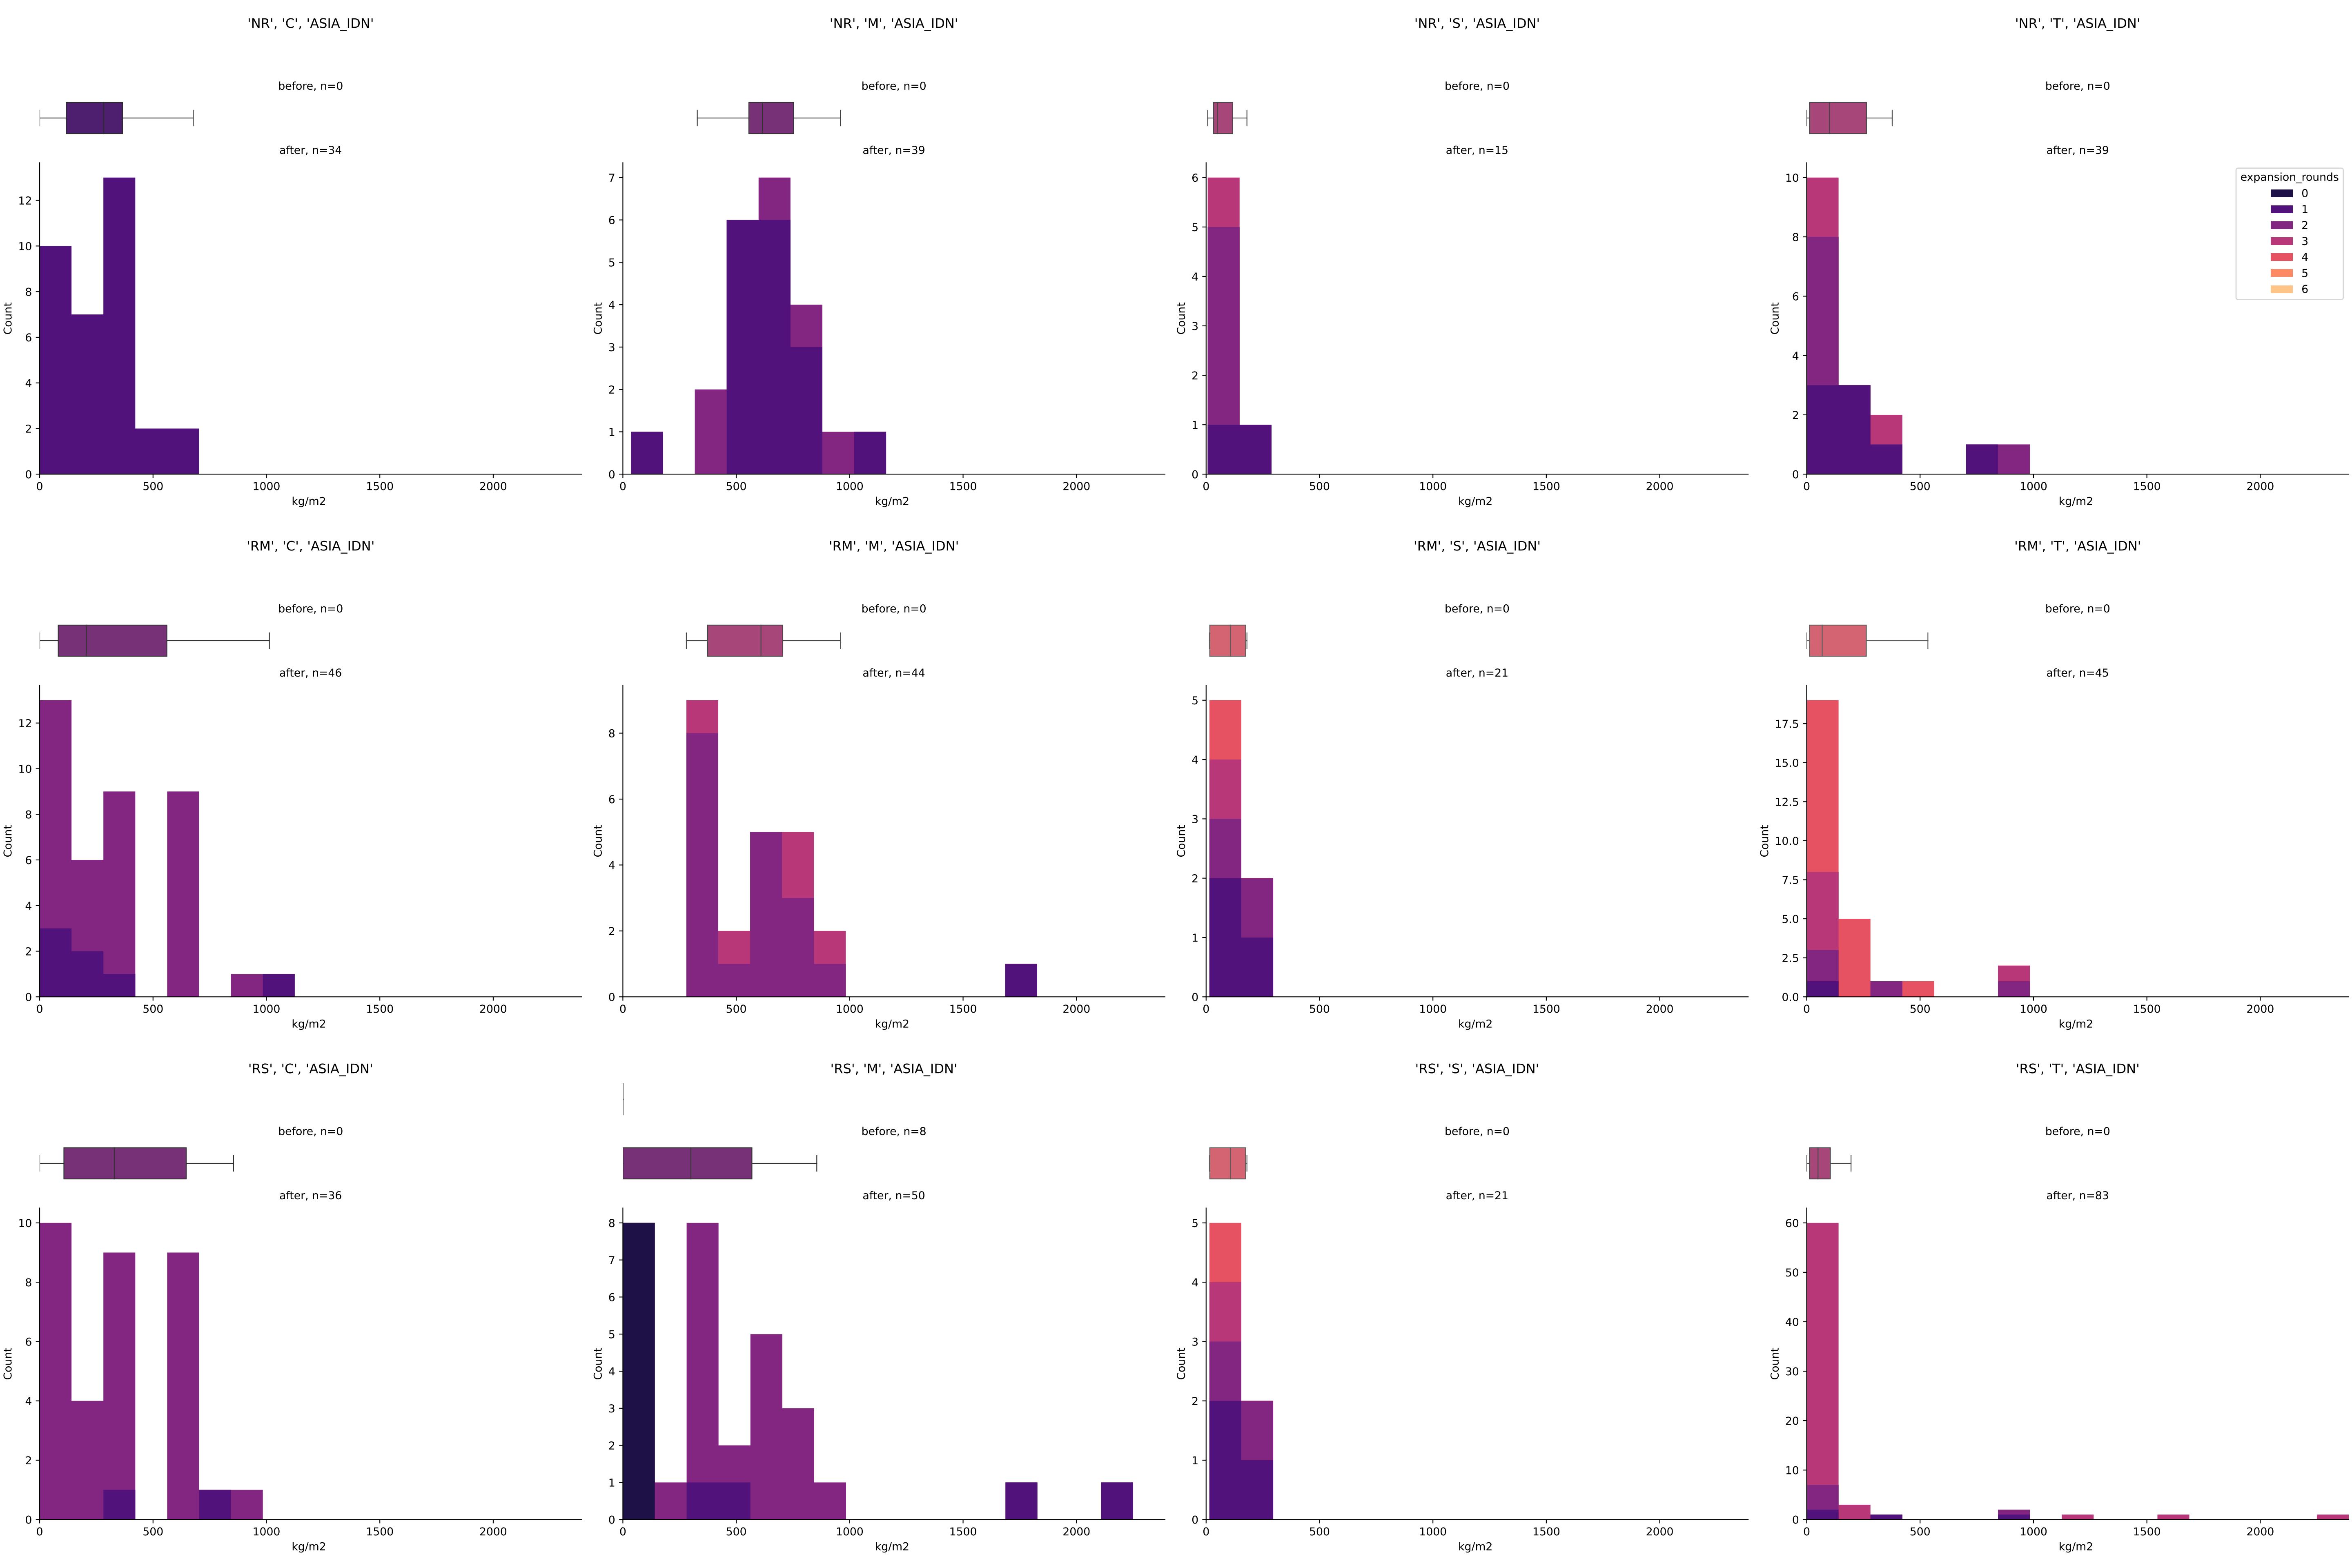 'NR', 'C', 'ASIA_IDN'
before, n=0
after, n=34
Count
12
10
8
6
4
2
0
0 500 1000 1500 2000
kg/m2
'NR', 'M', 'ASIA_IDN'
before, n=0
after, n=39
Count
7
6
5
4
3
2
1
0
0 500 1000 1500 2000
kg/m2
'NR', 'S', 'ASIA_IDN'
before, n=0
after, n=15
Count
6
5
4
3
2
1
0
0 500 1000 1500 2000
kg/m2
'NR', 'T', 'ASIA_IDN'
before, n=0
after, n=39
Count
10
8
6
4
2
0
0 500 1000 1500 2000
kg/m2
expansion_rounds
0
1
2
3
4
5
6
'RM', 'C', 'ASIA_IDN'
before, n=0
after, n=46
Count
12
10
8
6
4
2
0
0 500 1000 1500 2000
kg/m2
'RM', 'M', 'ASIA_IDN'
before, n=0
after, n=44
Count
8
6
4
2
0
0 500 1000 1500 2000
kg/m2
'RM', 'S', 'ASIA_IDN'
before, n=0
after, n=21
Count
5
4
3
2
1
0
0 500 1000 1500 2000
kg/m2
'RM', 'T', 'ASIA_IDN'
before, n=0
after, n=45
Count
17.5
15.0
12.5
10.0
7.5
5.0
2.5
0.0
0 500 1000 1500 2000
kg/m2
'RS', 'C', 'ASIA_IDN'
before, n=0
after, n=36
Count
10
8
6
4
2
0
0 500 1000 1500 2000
kg/m2
'RS', 'M', 'ASIA_IDN'
before, n=8
after, n=50
Count
8
7
6
5
4
3
2
1
0
0 500 1000 1500 2000
kg/m2
'RS', 'S', 'ASIA_IDN'
before, n=0
after, n=21
Count
5
4
3
2
1
0
0 500 1000 1500 2000
kg/m2
'RS', 'T', 'ASIA_IDN'
before, n=0
after, n=83
Count
60
50
40
30
20
10
0
0 500 1000 1500 2000
kg/m2